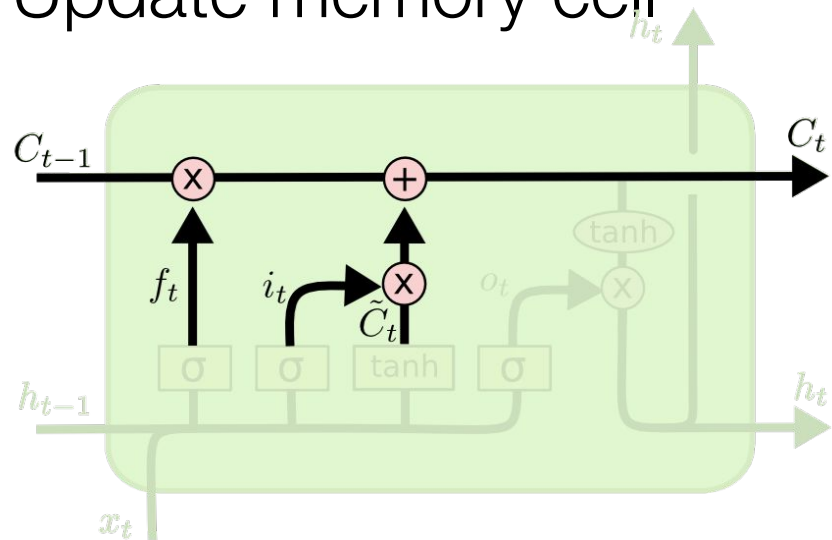 Update memory cell
h_t
C_{t-1}
C_t
x
+
tanh
f_t
i_t
x
o_t
x
C̃_t
σ
σ
tanh
σ
h_{t-1}
h_t
x_t